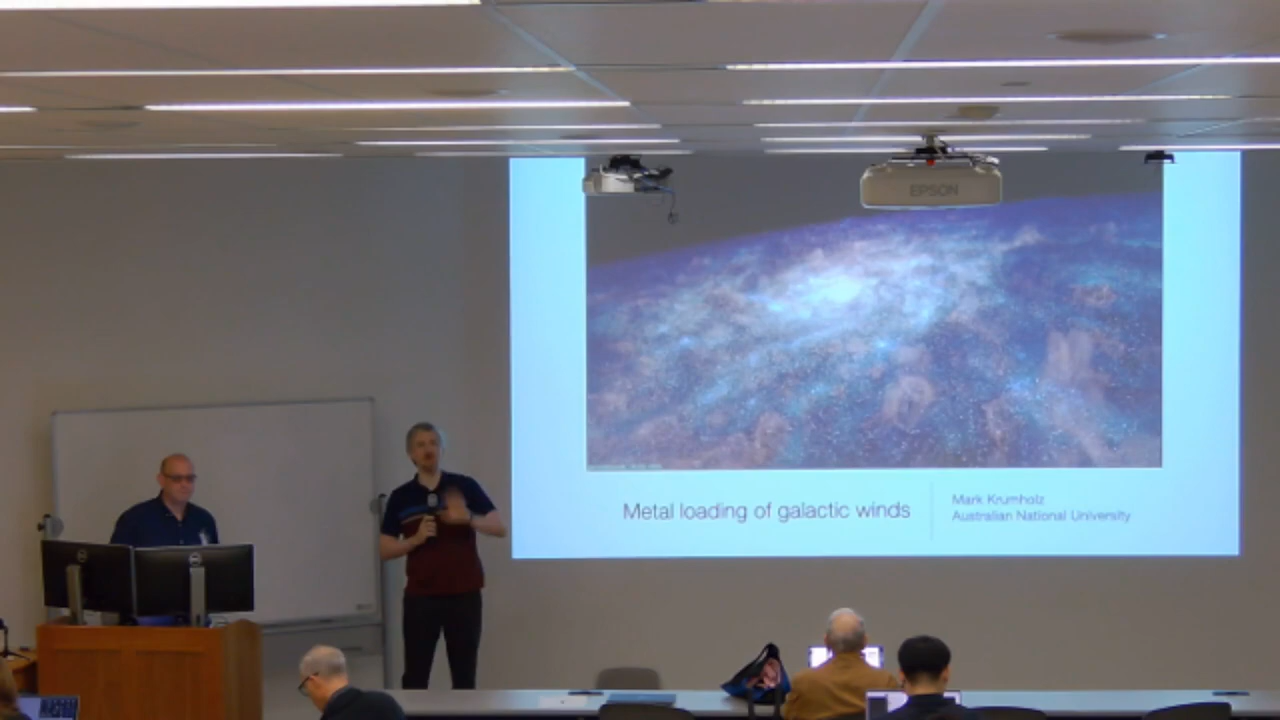 EPSON
Metal loading of galactic winds
Mark Krumholz
Australian National University